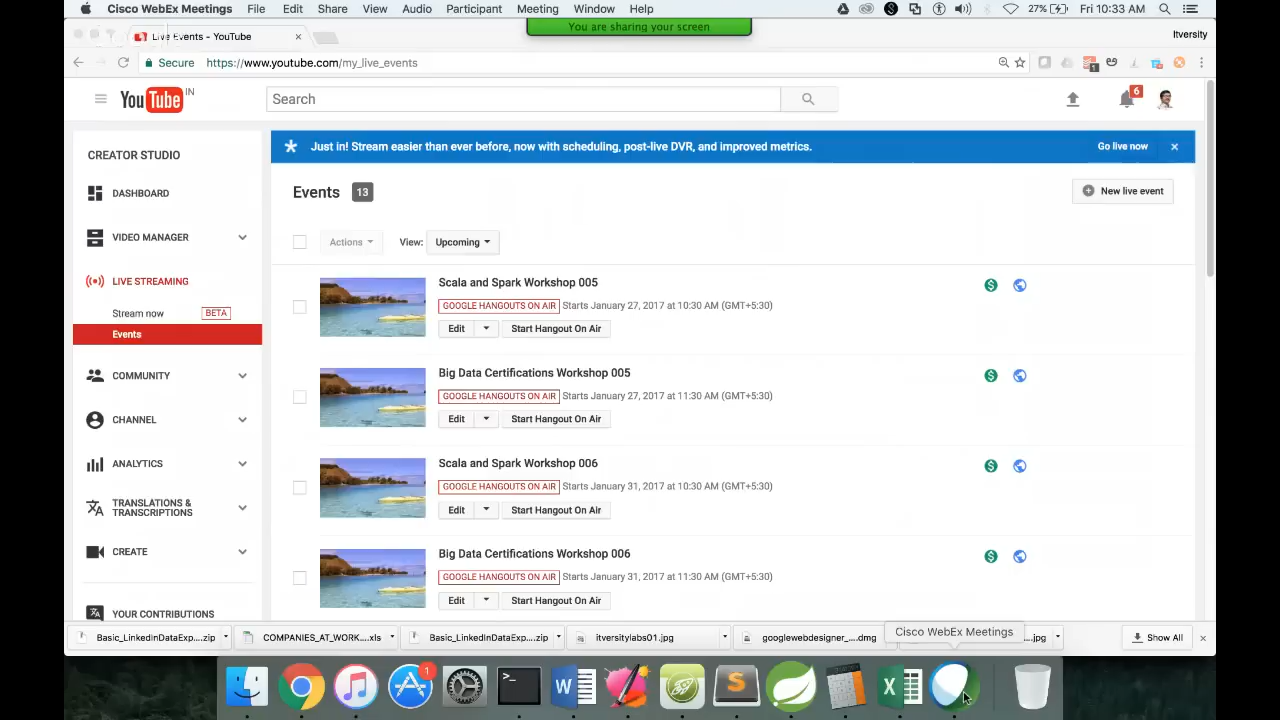 Cisco WebEx Meetings File Edit Share View Audio Participant Meeting Window Help 27% Fri 10:33 AM
You are sharing your screen
Live Events - YouTube Itversity
Secure https://www.youtube.com/my_live_events 1
YouTube IN Search 6
CREATOR STUDIO
DASHBOARD
VIDEO MANAGER
LIVE STREAMING
Stream now BETA
Events
COMMUNITY
CHANNEL
ANALYTICS
TRANSLATIONS &
TRANSCRIPTIONS
CREATE
YOUR CONTRIBUTIONS
Just in! Stream easier than ever before, now with scheduling, post-live DVR, and improved metrics. Go live now
Events 13 New live event
Actions View: Upcoming
Scala and Spark Workshop 005
GOOGLE HANGOUTS ON AIR Starts January 27, 2017 at 10:30 AM (GMT+5:30)
Edit Start Hangout On Air
Big Data Certifications Workshop 005
GOOGLE HANGOUTS ON AIR Starts January 27, 2017 at 11:30 AM (GMT+5:30)
Edit Start Hangout On Air
Scala and Spark Workshop 006
GOOGLE HANGOUTS ON AIR Starts January 31, 2017 at 10:30 AM (GMT+5:30)
Edit Start Hangout On Air
Big Data Certifications Workshop 006
GOOGLE HANGOUTS ON AIR Starts January 31, 2017 at 11:30 AM (GMT+5:30)
Edit Start Hangout On Air
Basic_LinkedInDataExp....zip COMPANIES_AT_WORK....xls Basic_LinkedInDataExp....zip itversitylabs01.jpg googlewebdesigner_....dmg ....jpg Show All
Cisco WebEx Meetings
1